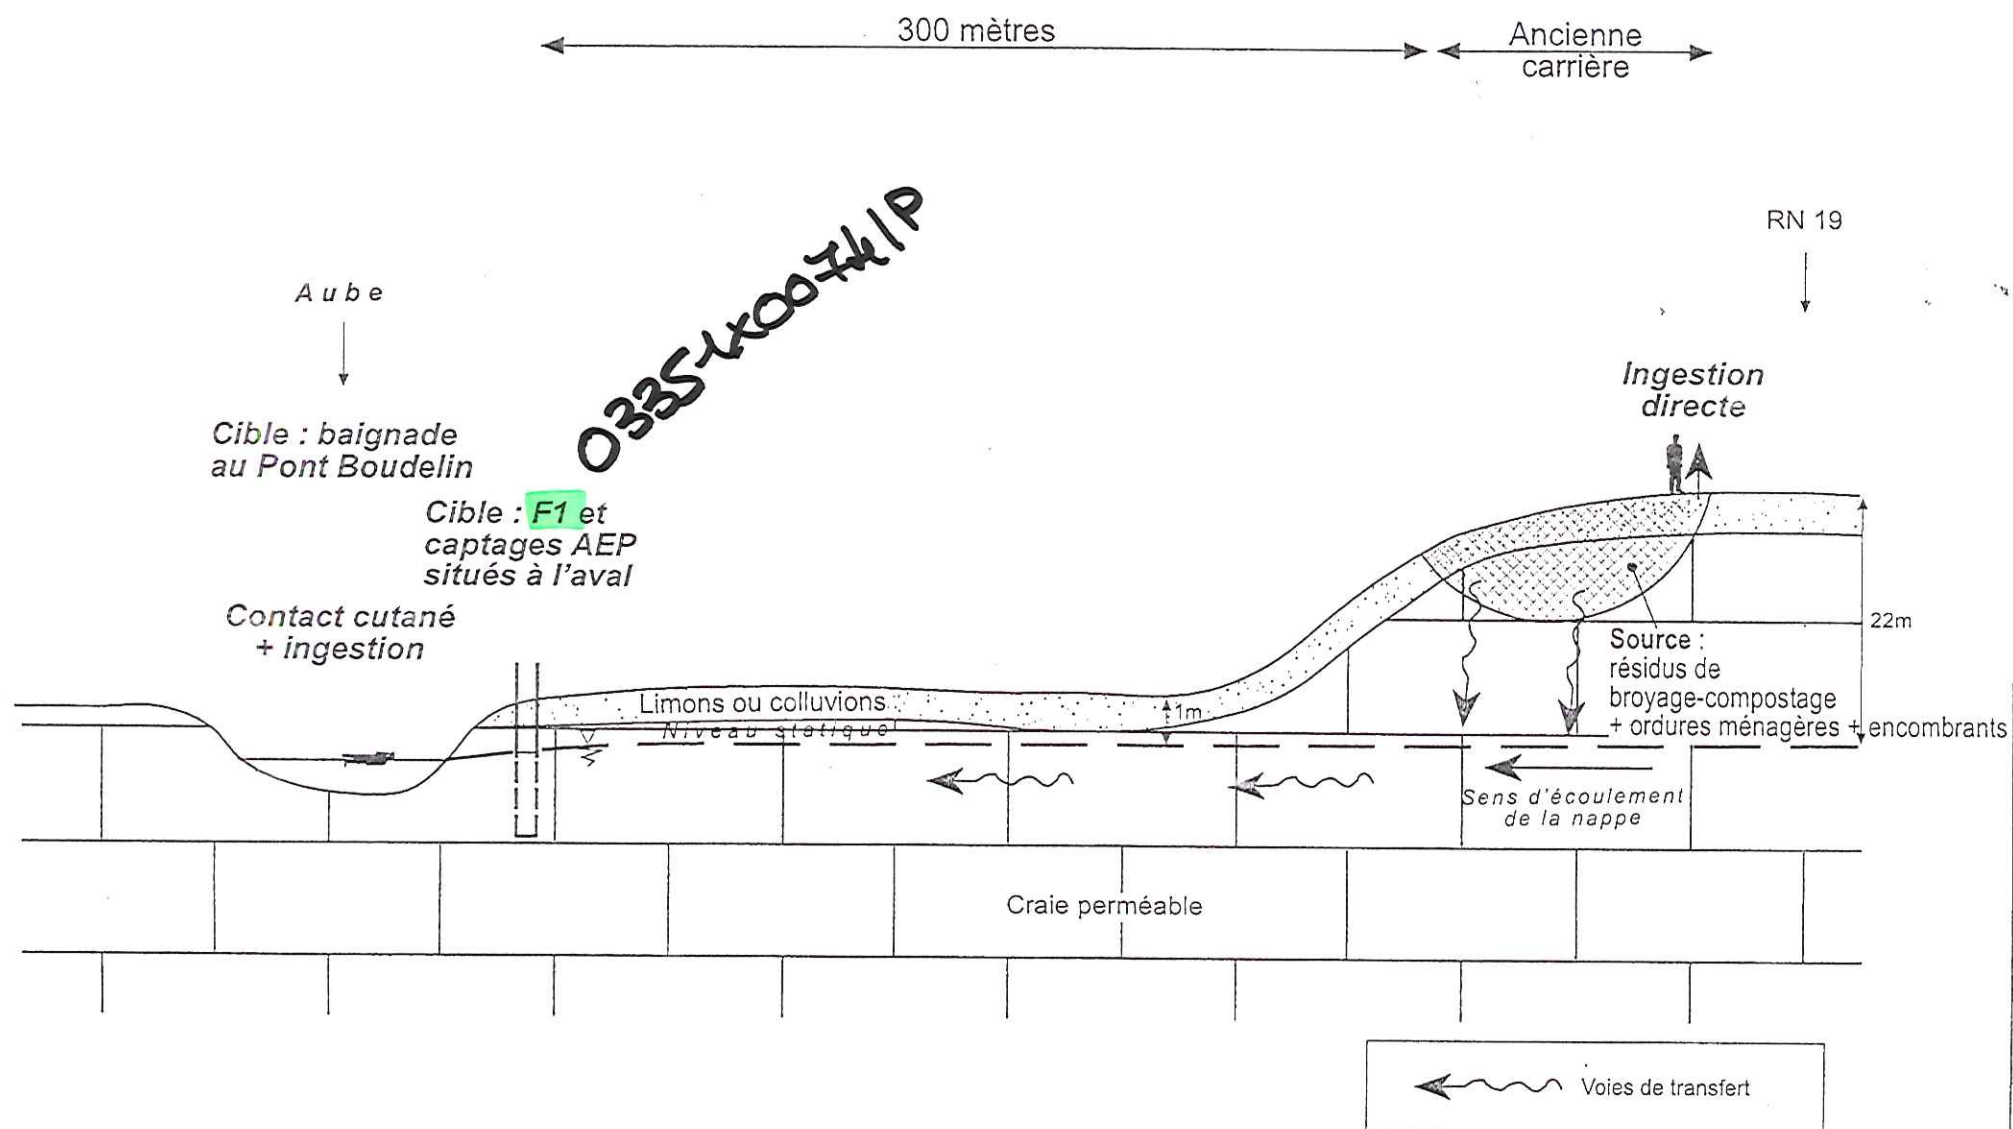 300 mètres
Ancienne
carrière
RN 19
Aube
Cible : baignade
au Pont Boudelin
Cible : F1 et
captages AEP
situés à l'aval
Contact cutané
+ ingestion
Ingestion
directe
22m
Source :
résidus de
broyage-compostage
+ ordures ménagères + encombrants
Limons ou colluvions
1m
Niveau statique
Sens d'écoulement
de la nappe
Craie perméable
Voies de transfert